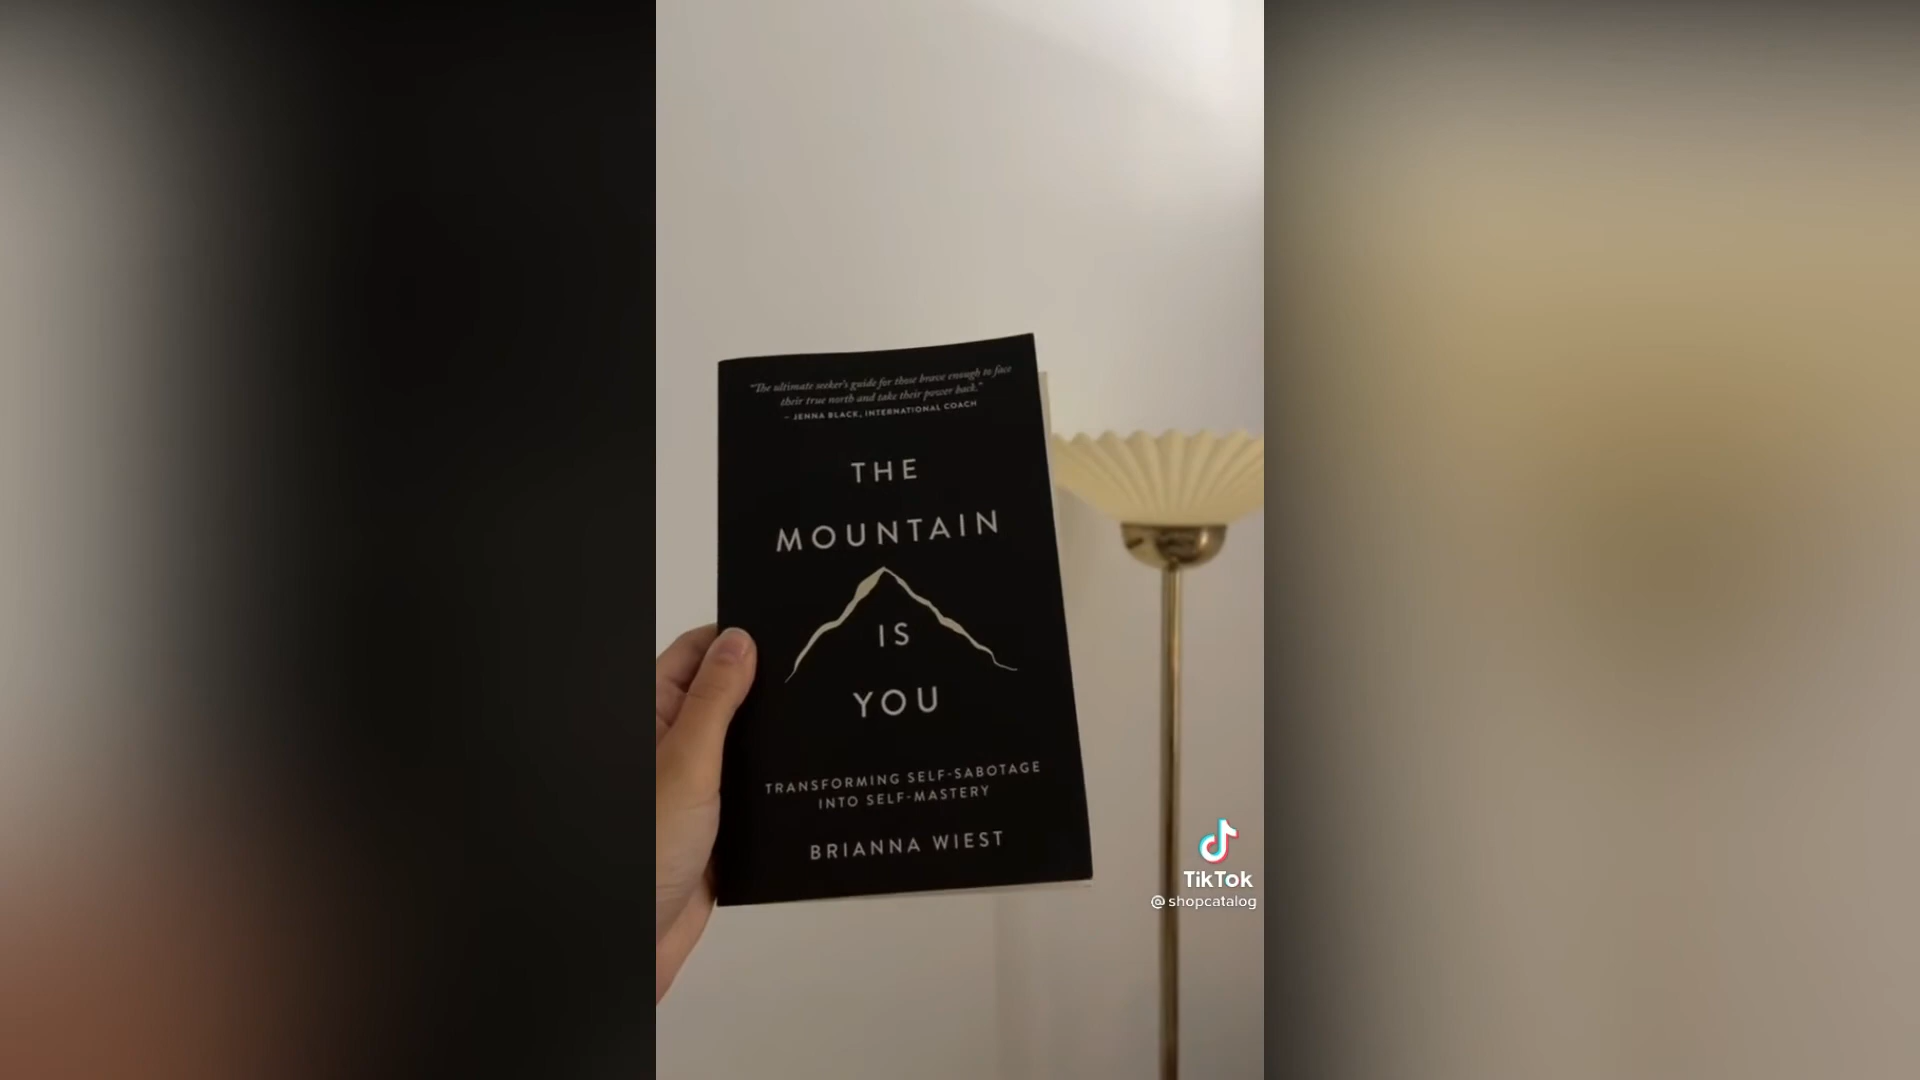 "The ultimate seeker's guide for those brave enough to face
their true north and take their power back."
– JENNA BLACK, INTERNATIONAL COACH
THE
MOUNTAIN
IS
YOU
TRANSFORMING SELF-SABOTAGE
INTO SELF-MASTERY
BRIANNA WIEST
TikTok
@shopcatalog